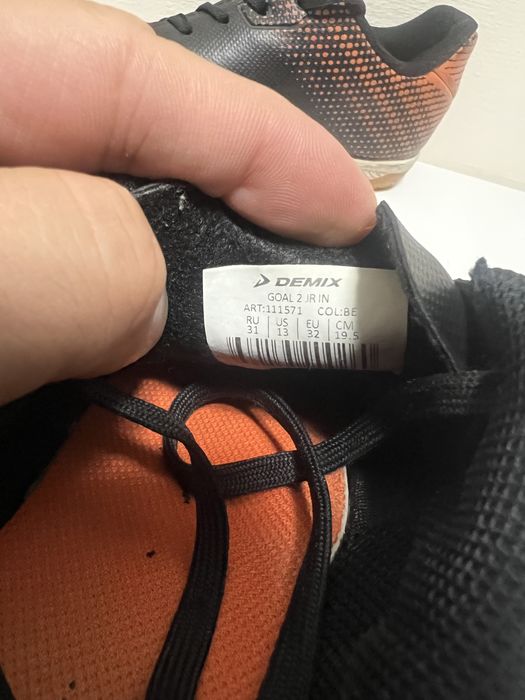 DEMIX
GOAL 2 JR IN
ART:111571 COL:BE
RU US EU CM
31 13 32 19.5